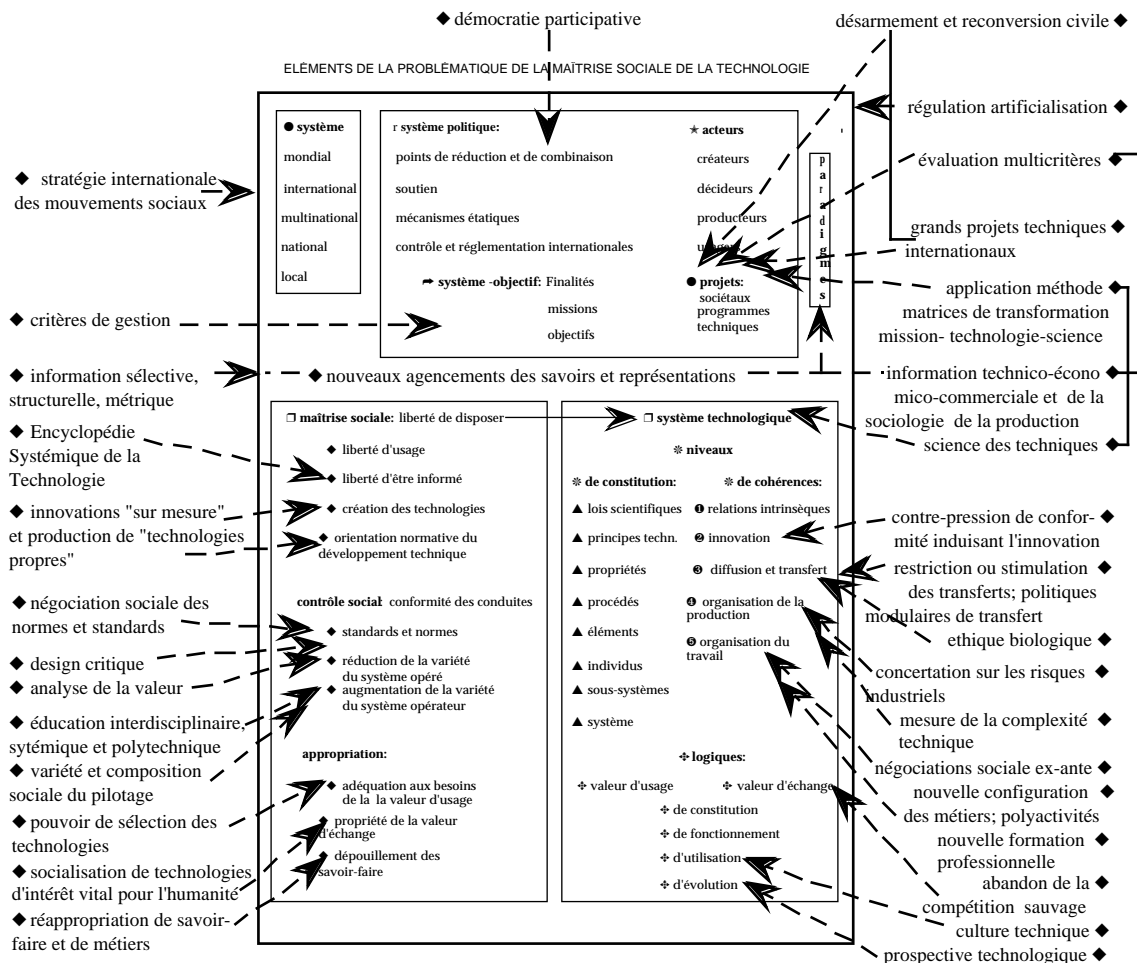 ◆ démocratie participative
désarmement et reconversion civile ◆
ELÈMENTS DE LA PROBLÈMATIQUE DE LA MAÎTRISE SOCIALE DE LA TECHNOLOGIE
● système
mondial
international
multinational
national
local
r système politique:
points de réduction et de combinaison
soutien
mécanismes étatiques
contrôle et réglementation internationales
➦ système -objectif: Finalités
missions
objectifs
★ acteurs
créateurs
décideurs
producteurs
usagers
● projets:
sociétaux
programmes
techniques
paradigmes
◆ stratégie internationale
des mouvements sociaux
◆ critères de gestion
◆ information sélective,
structurelle, métrique
◆ Encyclopédie
Systémique de la
Technologie
◆ innovations "sur mesure"
et production de "technologies
propres"
◆ négociation sociale des
normes et standards
◆ design critique
◆ analyse de la valeur
◆ éducation interdisciplinaire,
sytémique et polytechnique
◆ variété et composition
sociale du pilotage
◆ pouvoir de sélection des
technologies
◆ socialisation de technologies
d'intérêt vital pour l'humanité
◆ réappropriation de savoir-
faire et de métiers
◆ nouveaux agencements des savoirs et représentations
❒ maîtrise sociale: liberté de disposer
◆ liberté d'usage
◆ liberté d'être informé
◆ création des technologies
◆ orientation normative du
développement technique
contrôle social: conformité des conduites
◆ standards et normes
◆ réduction de la variété
du système opéré
◆ augmentation de la variété
du système opérateur
appropriation:
◆ adéquation aux besoins
de la la valeur d'usage
◆ propriété de la valeur
d'échange
◆ dépouillement des
savoir-faire
❒ système technologique
❊ niveaux
❊ de constitution:
▲ lois scientifiques
▲ principes techn.
▲ propriétés
▲ procédés
▲ éléments
▲ individus
▲ sous-systèmes
▲ système
❊ de cohérences:
❶ relations intrinsèques
❷ innovation
❸ diffusion et transfert
❹ organisation de la
production
❺ organisation du
travail
✣ logiques:
✣ valeur d'usage
✣ valeur d'échange
✣ de constitution
✣ de fonctionnement
✣ d'utilisation
✣ d'évolution
régulation artificialisation ◆
évaluation multicritères ◆
grands projets techniques ◆
internationaux
application méthode ◆
matrices de transformation
mission- technologie-science
information technico-écono ◆
mico-commerciale et de la
sociologie de la production
science des techniques ◆
contre-pression de confor- ◆
mité induisant l'innovation
restriction ou stimulation ◆
des transferts; politiques
modulaires de transfert
ethique biologique ◆
concertation sur les risques ◆
industriels
mesure de la complexité ◆
technique
négociations sociale ex-ante ◆
nouvelle configuration ◆
des métiers; polyactivités
nouvelle formation ◆
professionnelle
abandon de la ◆
compétition sauvage
culture technique ◆
prospective technologique ◆